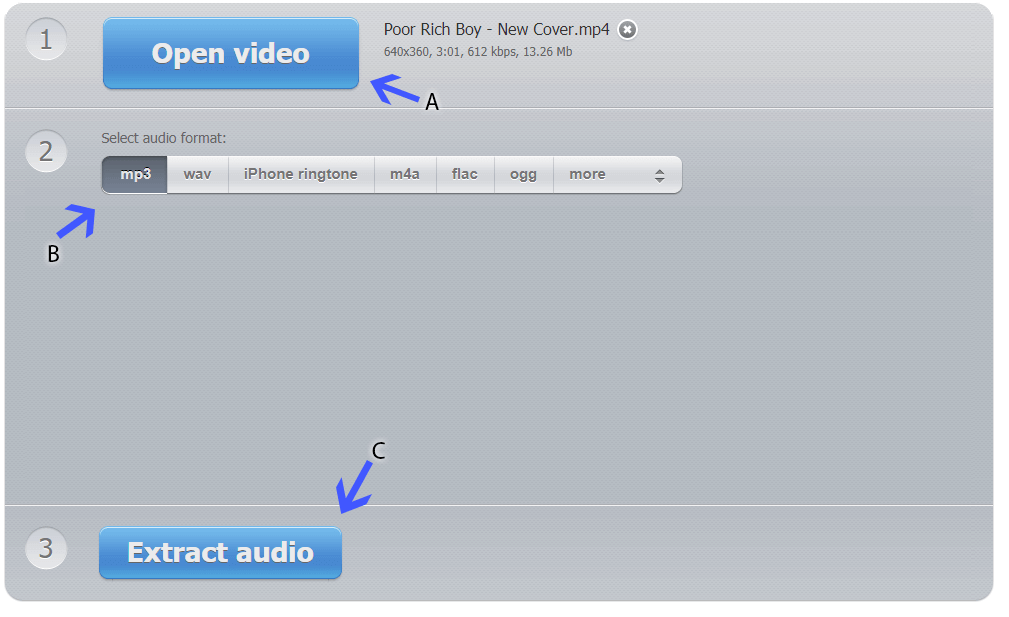 1
Open video
Poor Rich Boy - New Cover.mp4
640x360, 3:01, 612 kbps, 13.26 Mb
A
2
Select audio format:
mp3 wav iPhone ringtone m4a flac ogg more
B
C
3
Extract audio